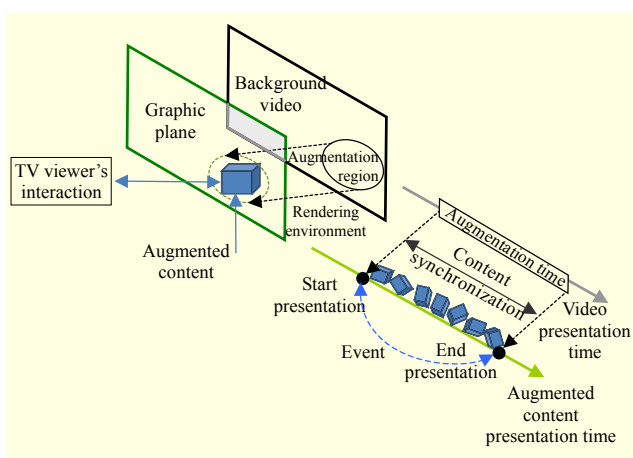 Background
video
Graphic
plane
Augmentation
region
TV viewer's
interaction
Rendering
environment
Augmented
content
Augmentation time
Content
synchronization
Start
presentation
Video
presentation
time
Event
End
presentation
Augmented
content
presentation time